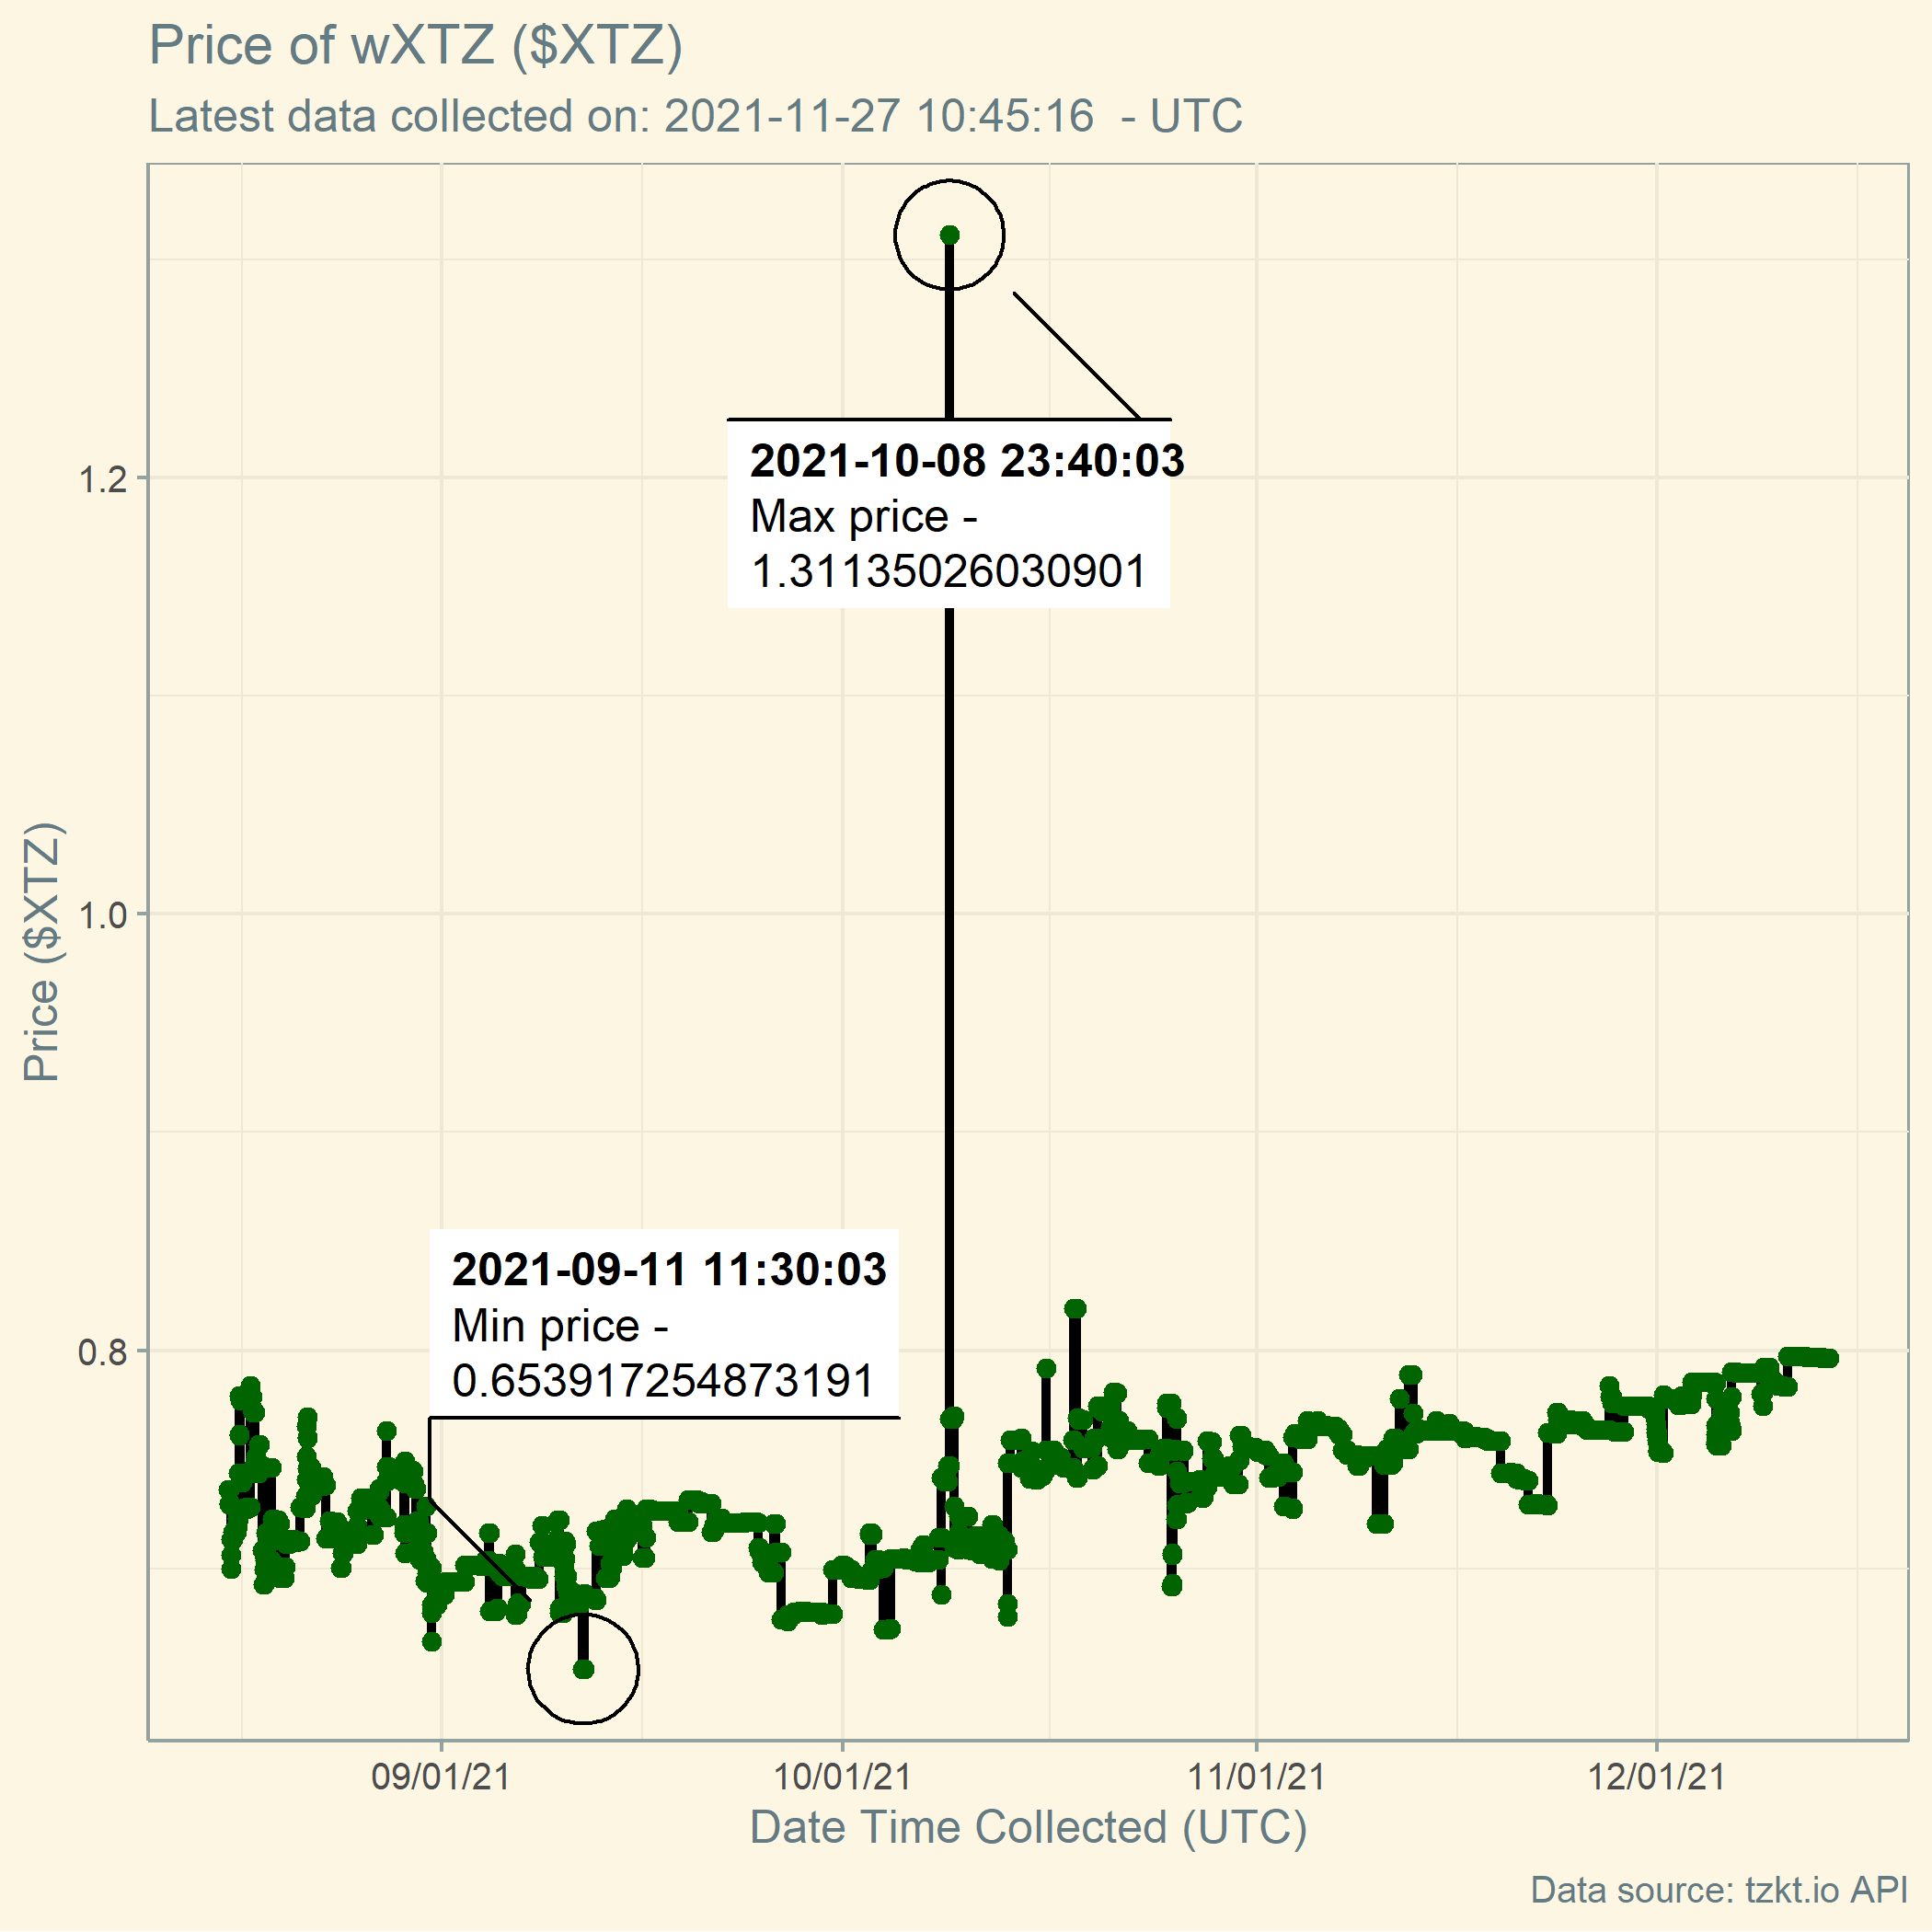 Price of wXTZ ($XTZ)
Latest data collected on: 2021-11-27 10:45:16  - UTC
2021-10-08 23:40:03
Max price -
1.31135026030901
1.2
1.0
Price ($XTZ)
2021-09-11 11:30:03
Min price -
0.653917254873191
0.8
09/01/21
10/01/21
11/01/21
12/01/21
Date Time Collected (UTC)
Data source: tzkt.io API